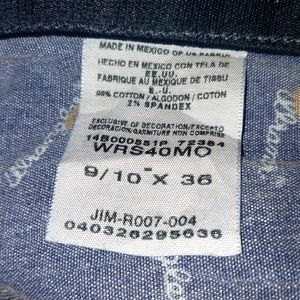 MADE IN MEXICO OF US FABRIC
HECHO EN MEXICO CON TELA DE
EE.UU.
FABRIQUE AU MEXIQUE DE TISSU
E.-U.
98% COTTON / ALGODON / COTON
2% SPANDEX
EXCLUSIVE OF DECORATION/EXCEPTO
DECORACION/GARNITURE NON COMPRISE
14B000551P 72354
WRS40MO
9/10" X 36
JIM-R007-004
040326295636